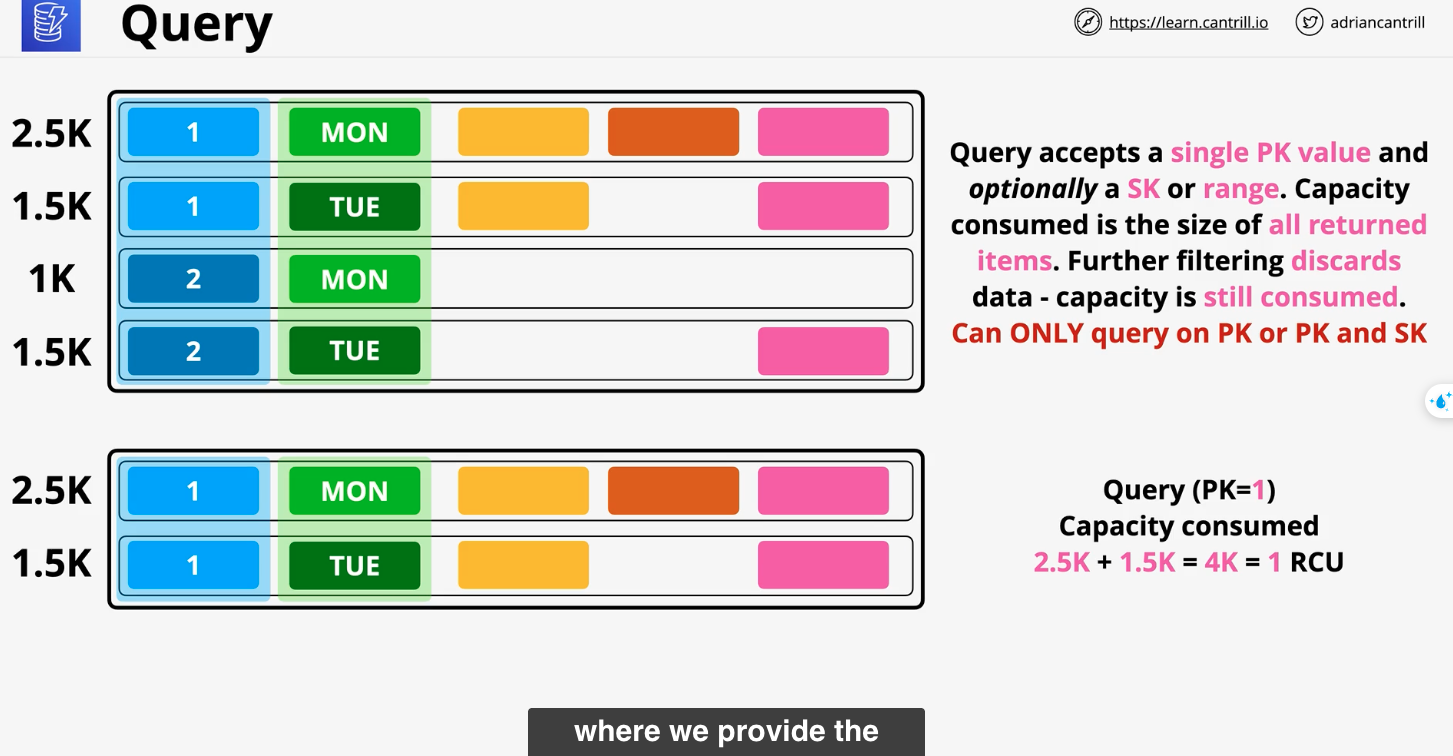 Query
https://learn.cantrill.io
adriancantrill
2.5K 1 MON
1.5K 1 TUE
1K 2 MON
1.5K 2 TUE
Query accepts a single PK value and
optionally a SK or range. Capacity
consumed is the size of all returned
items. Further filtering discards
data - capacity is still consumed.
Can ONLY query on PK or PK and SK
2.5K 1 MON
1.5K 1 TUE
Query (PK=1)
Capacity consumed
2.5K + 1.5K = 4K = 1 RCU
where we provide the